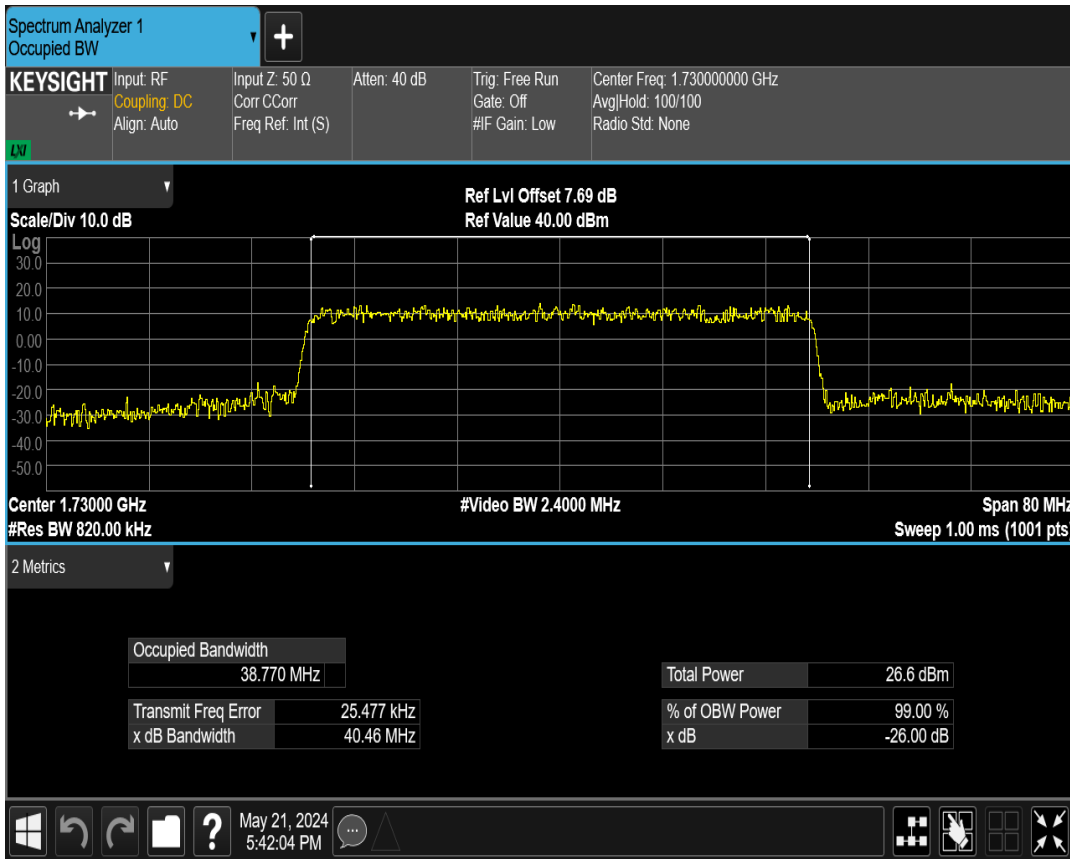 Spectrum Analyzer 1
Occupied BW
+
KEYSIGHT
Input: RF
Coupling: DC
Align: Auto
Input Z: 50 Ω
Corr CCorr
Freq Ref: Int (S)
Atten: 40 dB
Trig: Free Run
Gate: Off
#IF Gain: Low
Center Freq: 1.730000000 GHz
Avg|Hold: 100/100
Radio Std: None
LXI
1 Graph
Scale/Div 10.0 dB
Ref Lvl Offset 7.69 dB
Ref Value 40.00 dBm
Log
30.0
20.0
10.0
0.00
-10.0
-20.0
-30.0
-40.0
-50.0
Center 1.73000 GHz
#Video BW 2.4000 MHz
Span 80 MHz
#Res BW 820.00 kHz
Sweep 1.00 ms (1001 pts)
2 Metrics
Occupied Bandwidth
38.770 MHz
Total Power 26.6 dBm
Transmit Freq Error 25.477 kHz
% of OBW Power 99.00 %
x dB Bandwidth 40.46 MHz
x dB -26.00 dB
?
May 21, 2024
5:42:04 PM